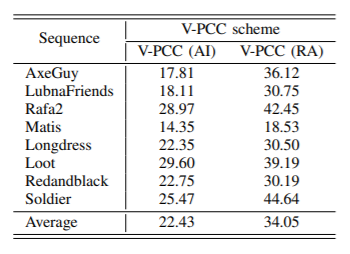 Sequence V-PCC scheme
V-PCC (AI) V-PCC (RA)
AxeGuy 17.81 36.12
LubnaFriends 18.11 30.75
Rafa2 28.97 42.45
Matis 14.35 18.53
Longdress 22.35 30.50
Loot 29.60 39.19
Redandblack 22.75 30.19
Soldier 25.47 44.64
Average 22.43 34.05